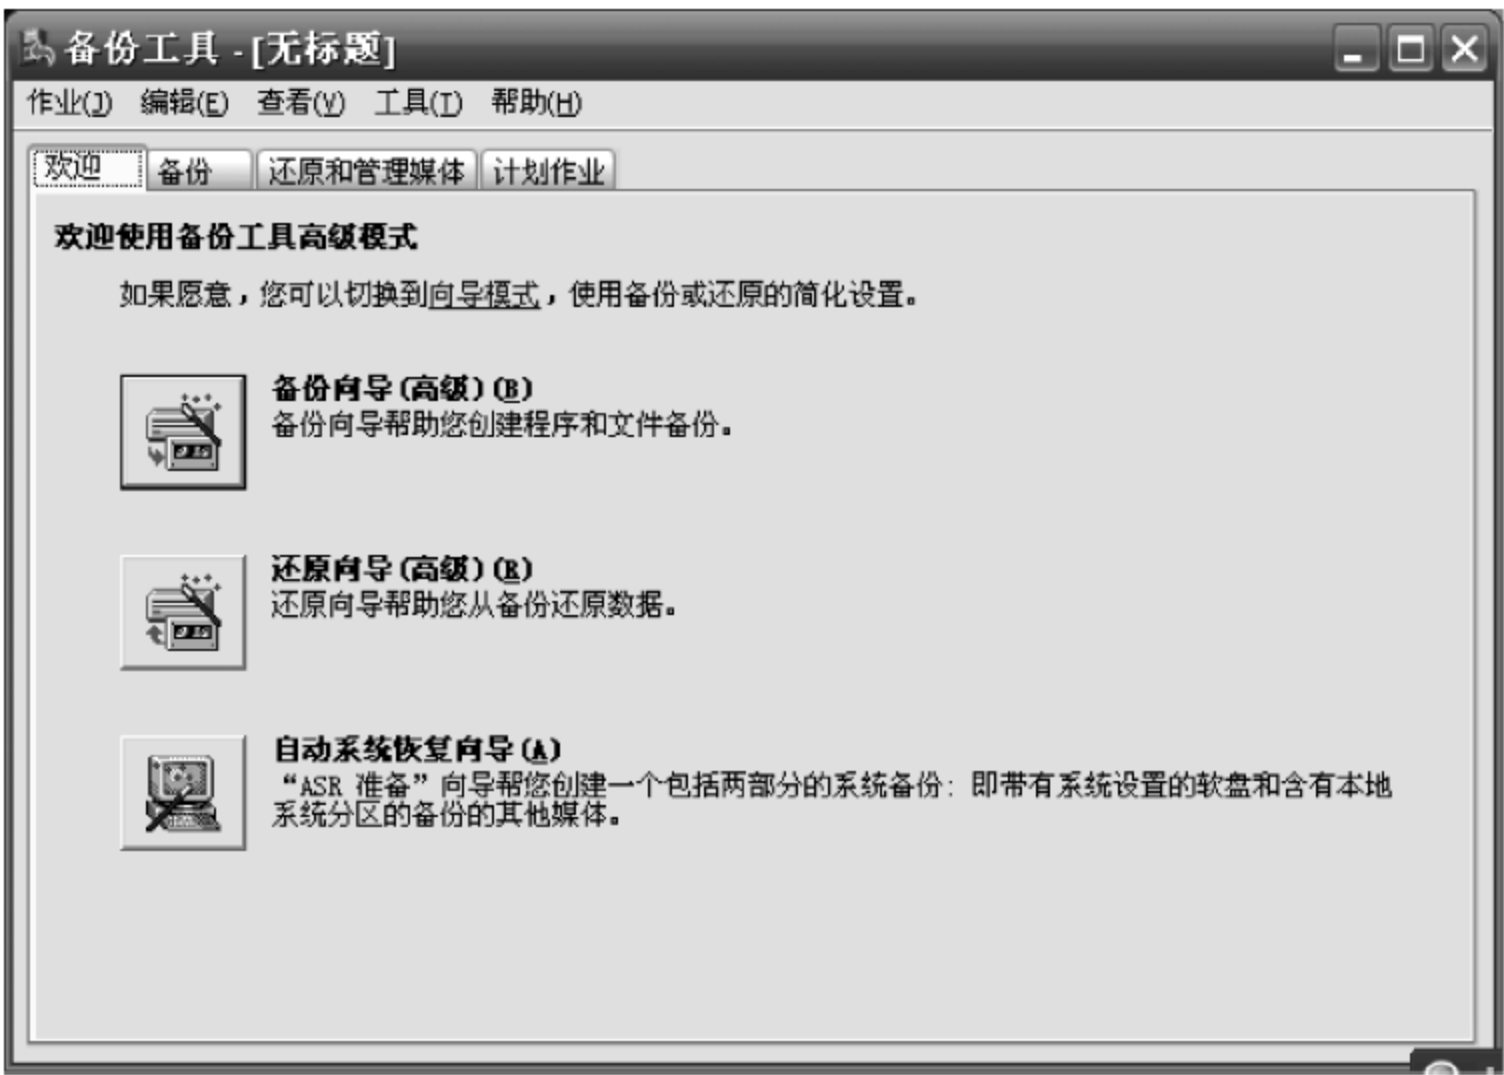 备份工具 - [无标题]
作业(J) 编辑(E) 查看(V) 工具(T) 帮助(H)
欢迎 备份 还原和管理媒体 计划作业
欢迎使用备份工具高级模式
如果愿意，您可以切换到向导模式，使用备份或还原的简化设置。
备份向导(高级)(B)
备份向导帮助您创建程序和文件备份。
还原向导(高级)(R)
还原向导帮助您从备份还原数据。
自动系统恢复向导(A)
“ASR 准备”向导帮您创建一个包括两部分的系统备份: 即带有系统设置的软盘和含有本地
系统分区的备份的其他媒体。